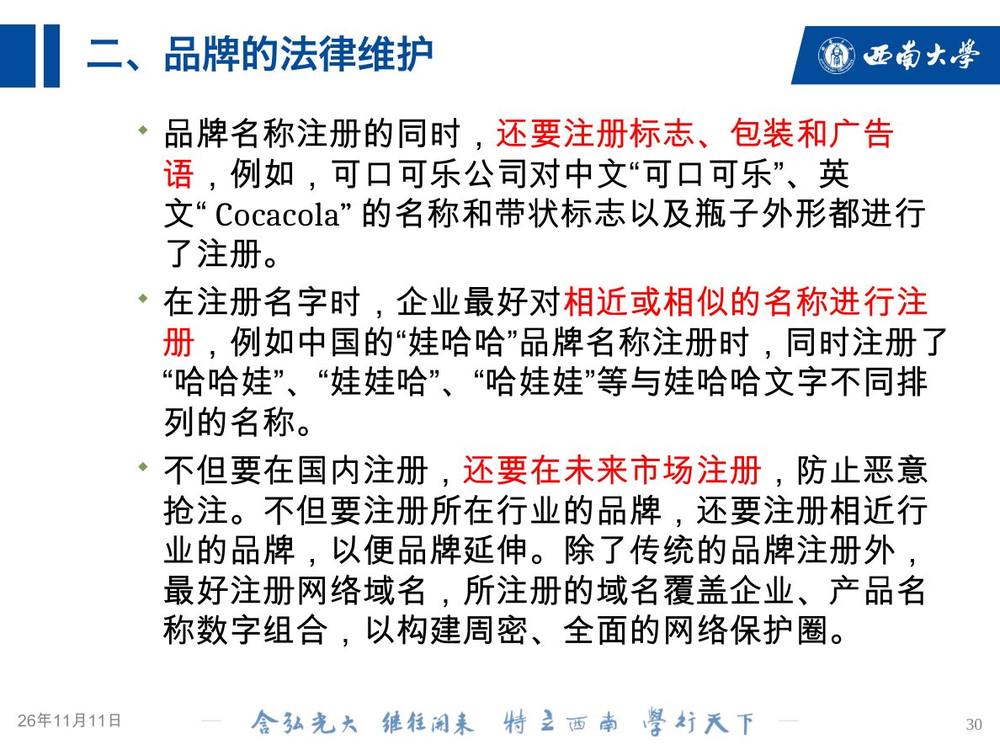 二、品牌的法律维护
西南大学
品牌名称注册的同时，还要注册标志、包装和广告
语，例如，可口可乐公司对中文“可口可乐”、英
文“ Cocacola” 的名称和带状标志以及瓶子外形都进行
了注册。
在注册名字时，企业最好对相近或相似的名称进行注
册，例如中国的“娃哈哈”品牌名称注册时，同时注册了
“哈哈娃”、“娃娃哈”、“哈娃娃”等与娃哈哈文字不同排
列的名称。
不但要在国内注册，还要在未来市场注册，防止恶意
抢注。不但要注册所在行业的品牌，还要注册相近行
业的品牌，以便品牌延伸。除了传统的品牌注册外，
最好注册网络域名，所注册的域名覆盖企业、产品名
称数字组合，以构建周密、全面的网络保护圈。
26年11月11日
含弘光大 继往开来 特立西南 學行天下
30